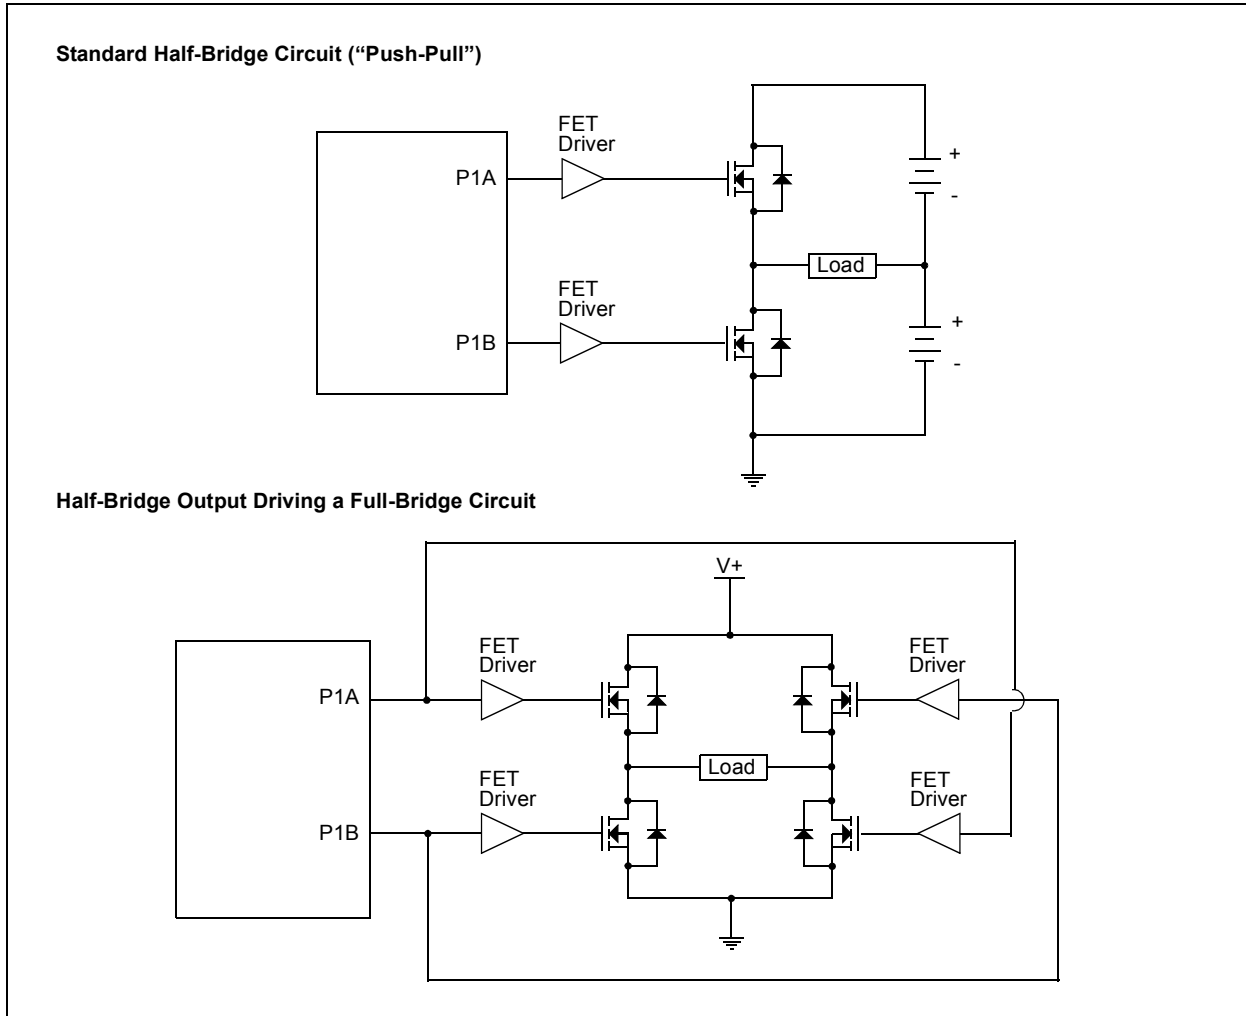 Standard Half-Bridge Circuit (“Push-Pull”)
FET
Driver
P1A
+
-
Load
FET
Driver
P1B
+
-
Half-Bridge Output Driving a Full-Bridge Circuit
V+
FET
Driver
FET
Driver
P1A
Load
FET
Driver
FET
Driver
P1B